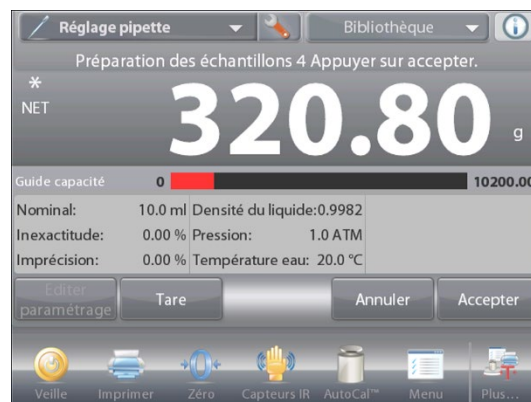 Réglage pipette Bibliothèque
Préparation des échantillons 4 Appuyer sur accepter.
*
NET
320.80 g
Guide capacité 0 10200.00
Nominal: 10.0 ml Densité du liquide:0.9982
Inexactitude: 0.00 % Pression: 1.0 ATM
Imprécision: 0.00 % Température eau: 20.0 °C
Editer
paramétrage Tare Annuler Accepter
Veille Imprimer Zéro Capteurs IR AutoCal™ Menu Plus...